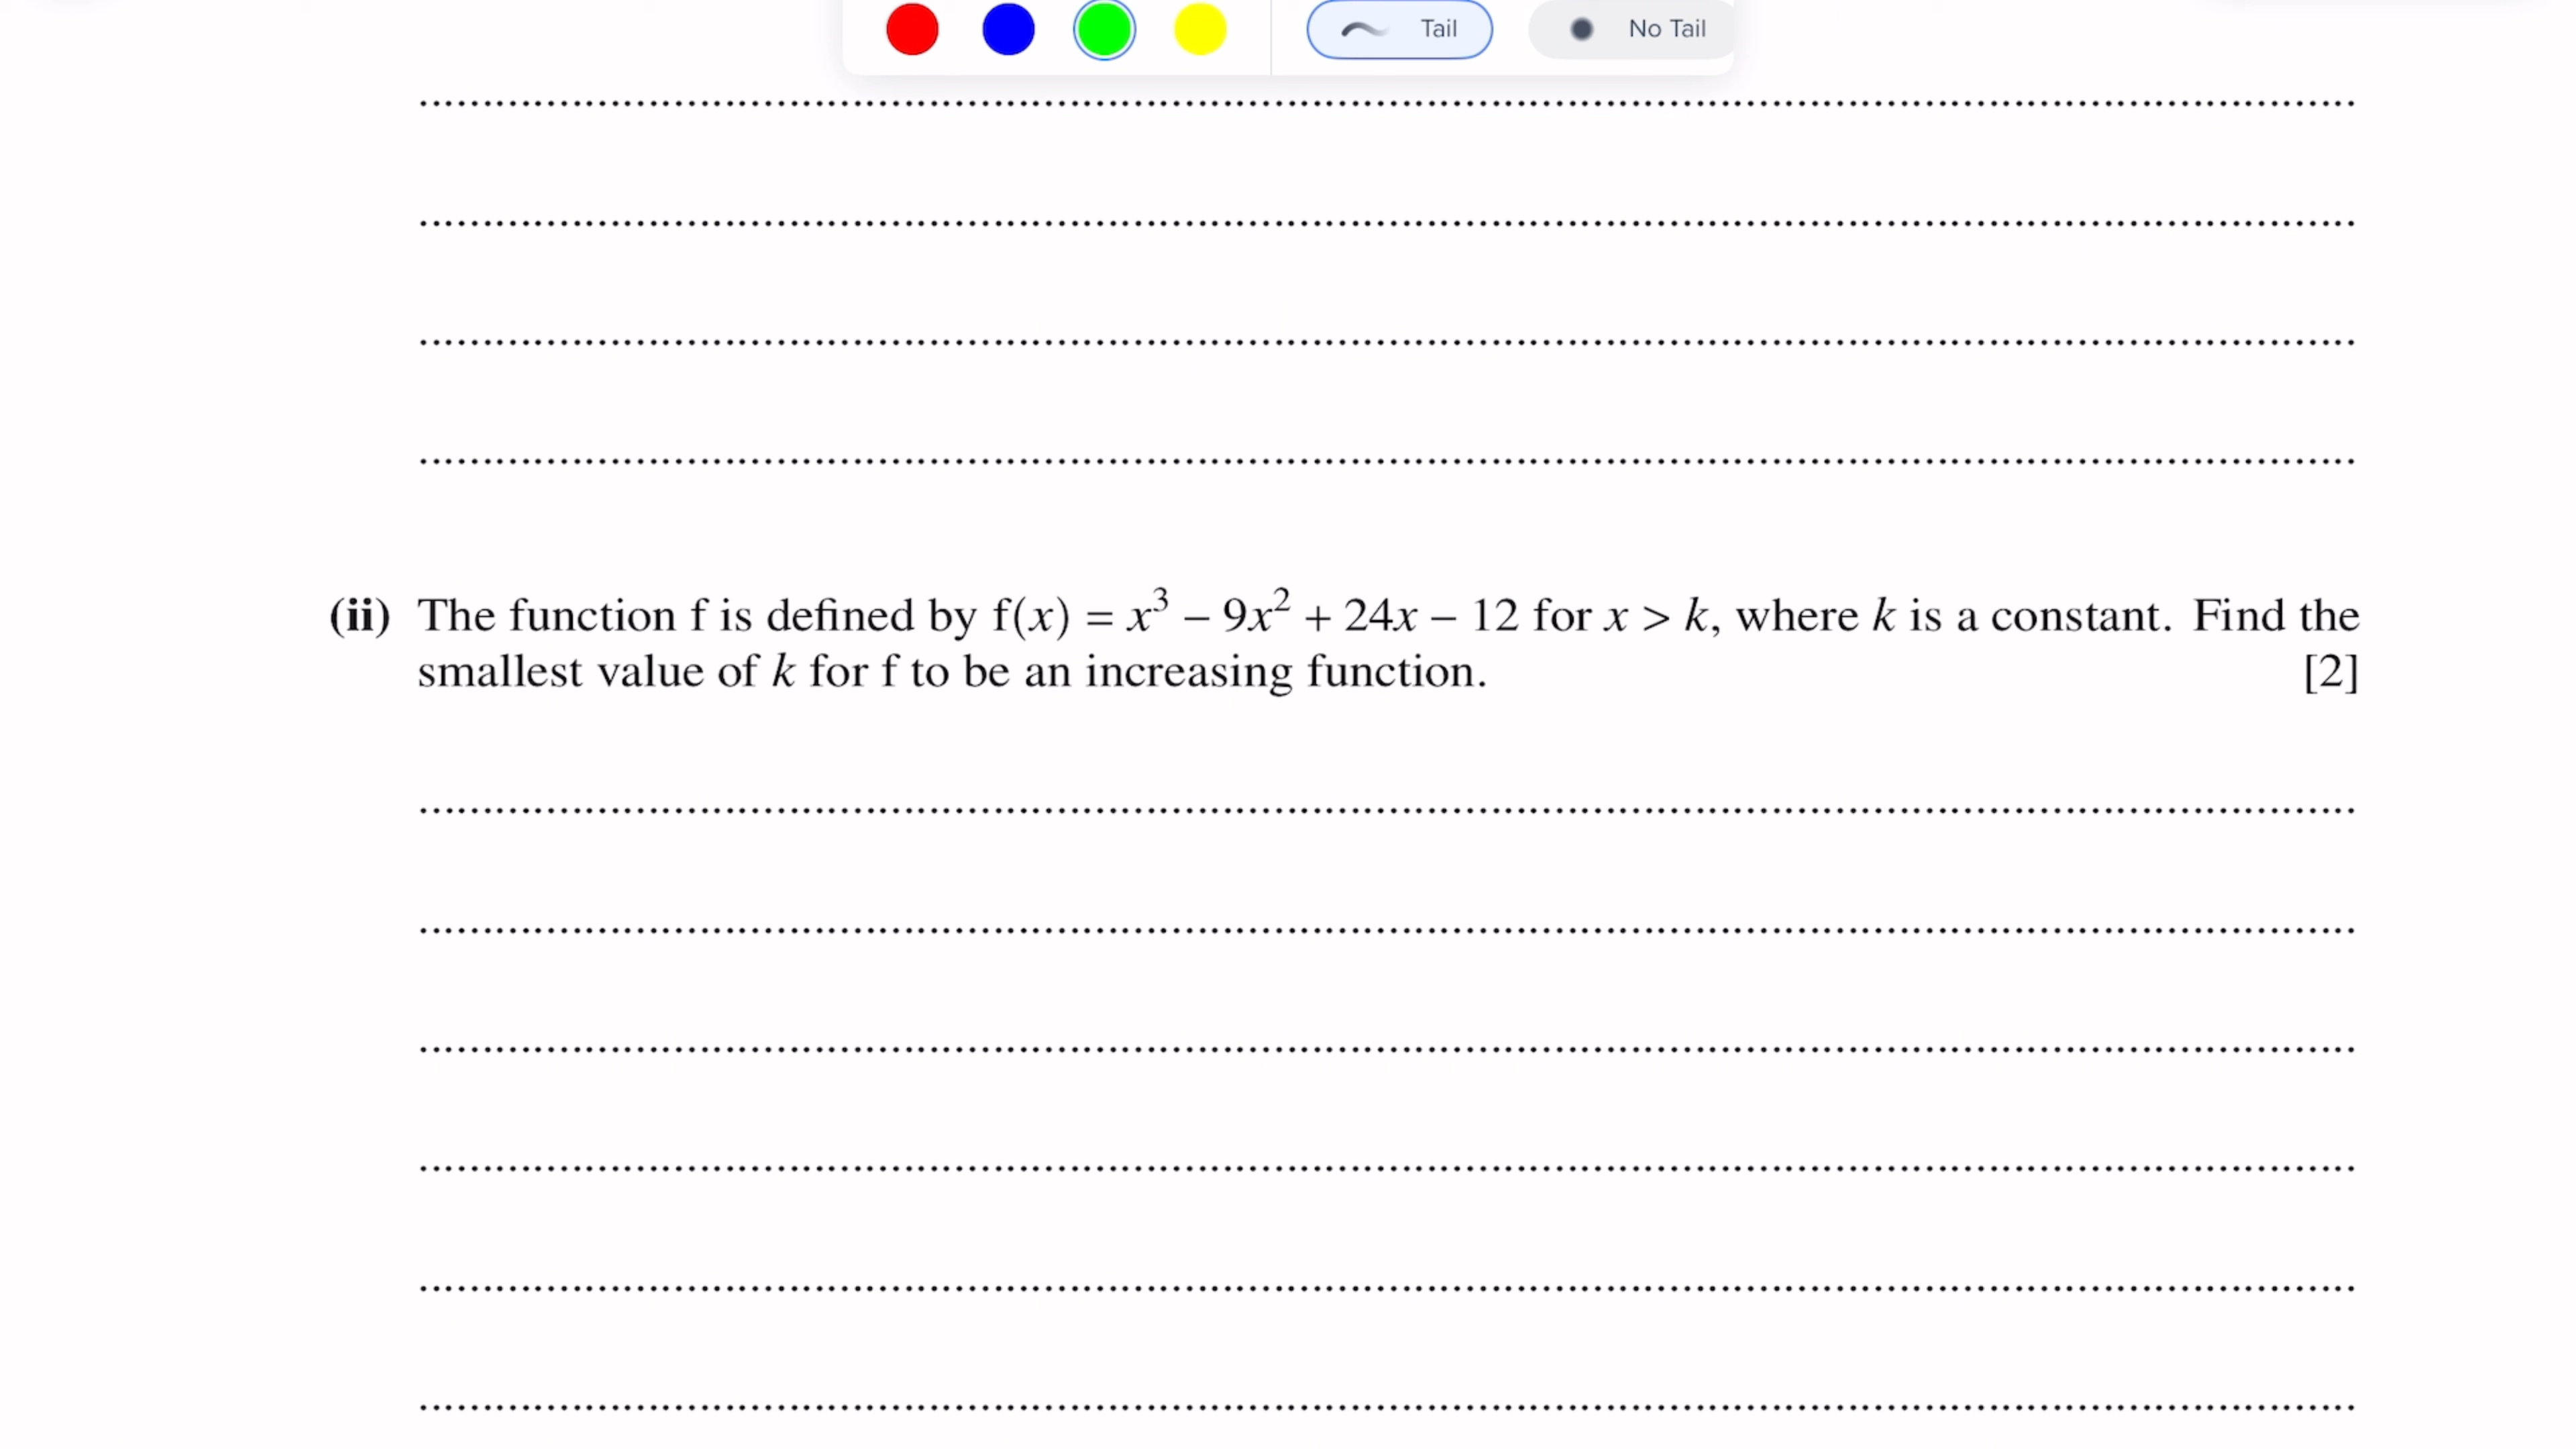 Tail No Tail
(ii) The function f is defined by f(x) = x³ − 9x² + 24x − 12 for x > k, where k is a constant. Find the
smallest value of k for f to be an increasing function. [2]